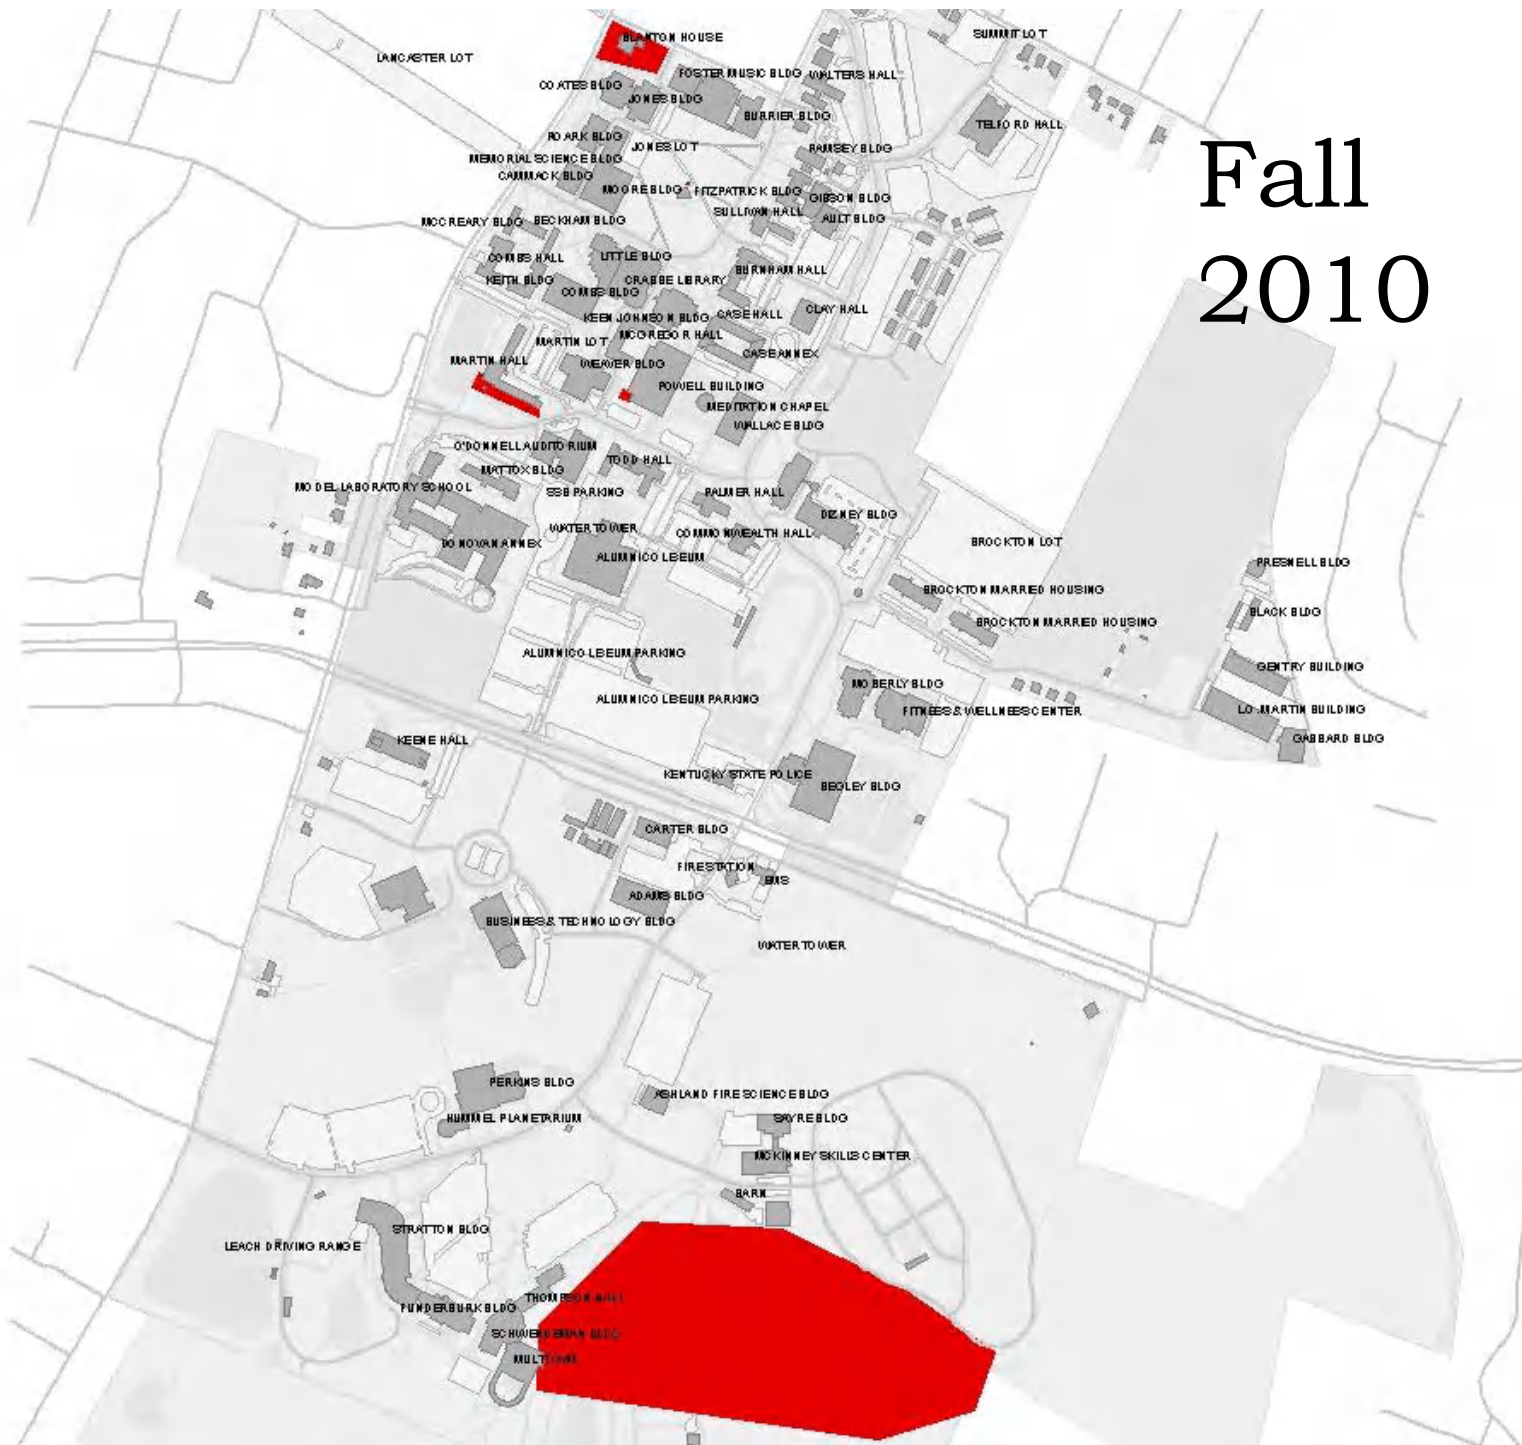 BLANTON HOUSE
SUMMIT LOT
LANCASTER LOT
FOSTER MUSIC BLDG
WALTERS HALL
COATES BLDG
JONES BLDG
BURRIER BLDG
TELFORD HALL
ROARK BLDG
JONES LOT
RAMSEY BLDG
MEMORIAL SCIENCE BLDG
CAMMACK BLDG
MOORE BLDG
FITZPATRICK BLDG
GIBSON BLDG
SULLIVAN HALL
AULT BLDG
MCCREARY BLDG
BECKHAM BLDG
Fall
2010
COMBS HALL
LITTLE BLDG
BURNHAM HALL
KEITH BLDG
CRABBE LIBRARY
COMBS BLDG
KEEN JOHNSON BLDG
CASE HALL
CLAY HALL
MARTIN LOT
MCGREGOR HALL
CASE ANNEX
MARTIN HALL
WEAVER BLDG
POWELL BUILDING
MEDITATION CHAPEL
WALLACE BLDG
O'DONNELL AUDITORIUM
MATTOX BLDG
TODD HALL
MODEL LABORATORY SCHOOL
SSB PARKING
PALMER HALL
DIZNEY BLDG
WATER TOWER
COMMONWEALTH HALL
DONOVAN ANNEX
ALUMNI COLISEUM
BROCKTON LOT
PRESNELL BLDG
BROCKTON MARRIED HOUSING
BLACK BLDG
BROCKTON MARRIED HOUSING
ALUMNI COLISEUM PARKING
GENTRY BUILDING
MOBERLY BLDG
ALUMNI COLISEUM PARKING
FITNESS & WELLNESS CENTER
LO .MARTIN BUILDING
KEENE HALL
GABBARD BLDG
KENTUCKY STATE POLICE
BEGLEY BLDG
CARTER BLDG
FIRE STATION
EMS
ADAMS BLDG
BUSINESS & TECHNOLOGY BLDG
WATER TOWER
PERKINS BLDG
ASHLAND FIRE SCIENCE BLDG
HUMMEL PLANETARIUM
SAYRE BLDG
MCKINNEY SKILLS CENTER
BARN
STRATTON BLDG
LEACH DRIVING RANGE
THOMPSON HALL
FUNDERBURK BLDG
SCHWENDEMAN BLDG